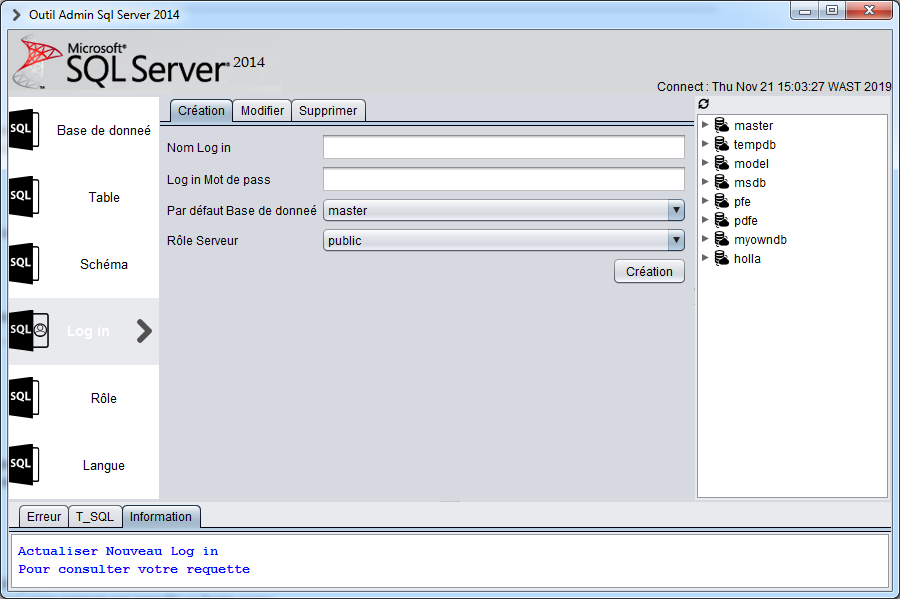 Outil Admin Sql Server 2014
Microsoft®
SQL Server® 2014
Connect : Thu Nov 21 15:03:27 WAST 2019
SQL Base de donneé
SQL Table
SQL Schéma
SQL Log in
SQL Rôle
SQL Langue
Création Modifier Supprimer
Nom Log in
Log in Mot de pass
Par défaut Base de donneé master
Rôle Serveur public
Création
master
tempdb
model
msdb
pfe
pdfe
myowndb
holla
Erreur T_SQL Information
Actualiser Nouveau Log in
Pour consulter votre requette